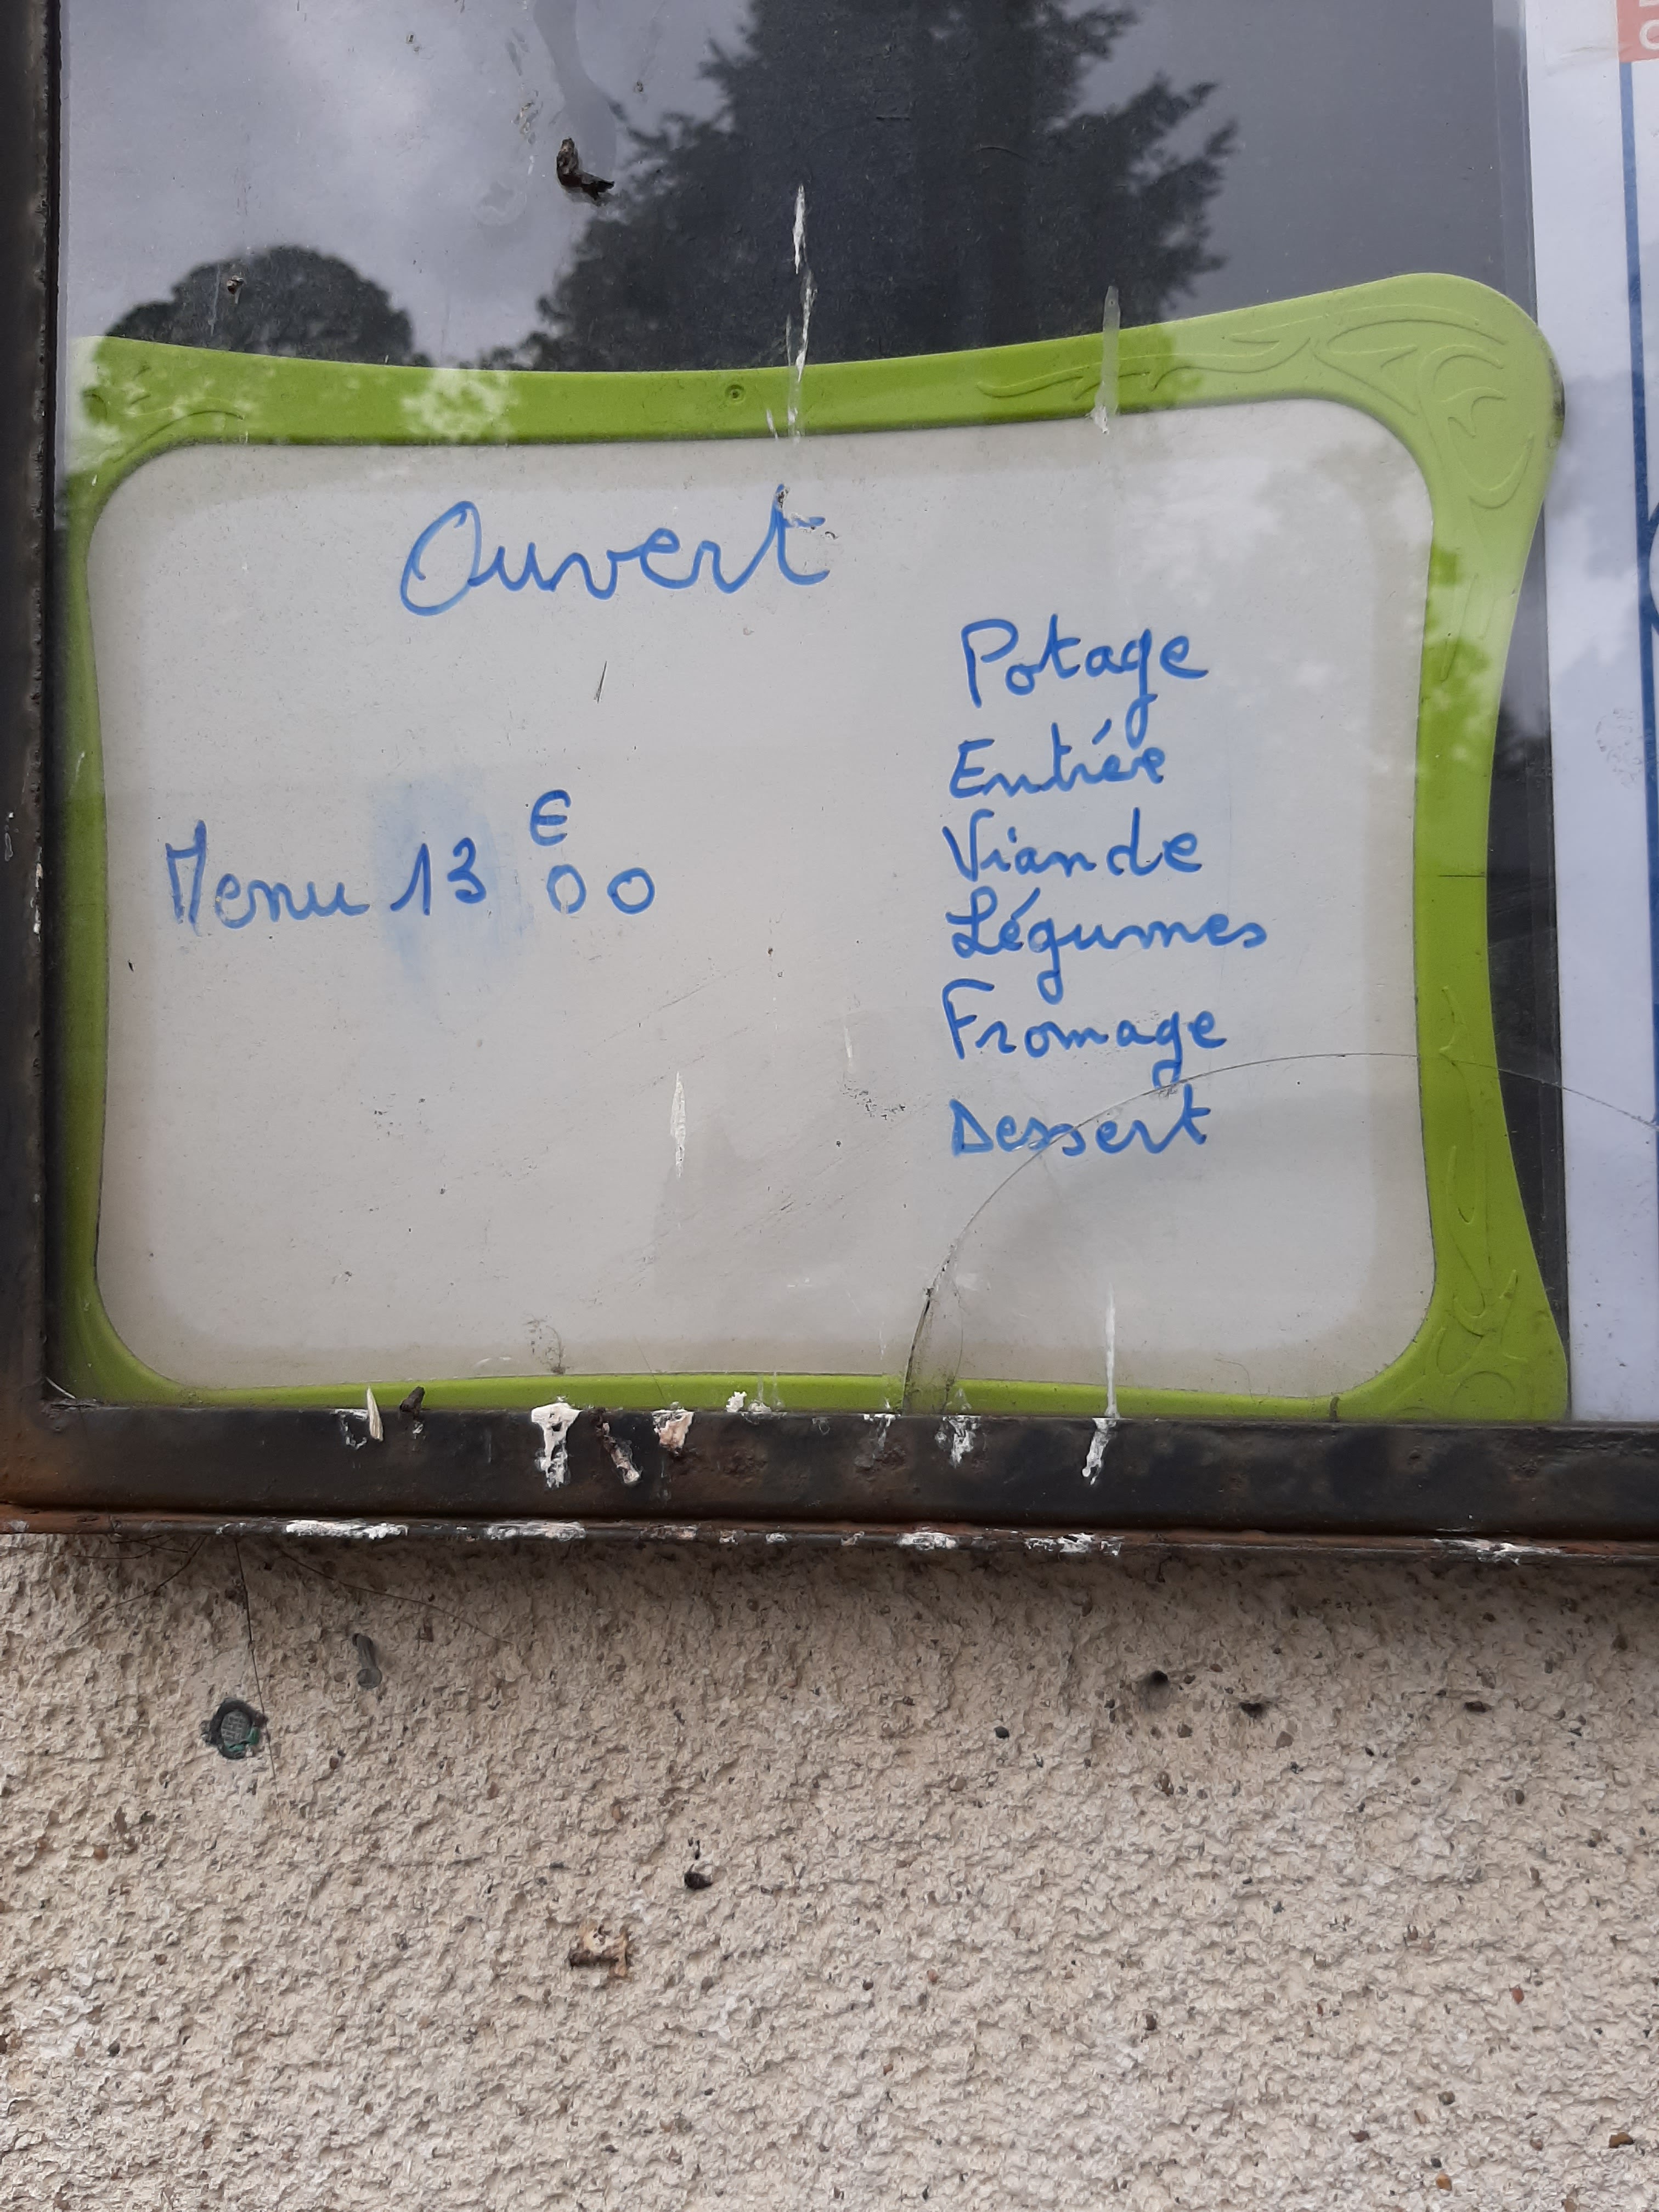 Ouvert
Menu 13 € 00
Potage
Entrée
Viande
Légumes
Fromage
Dessert